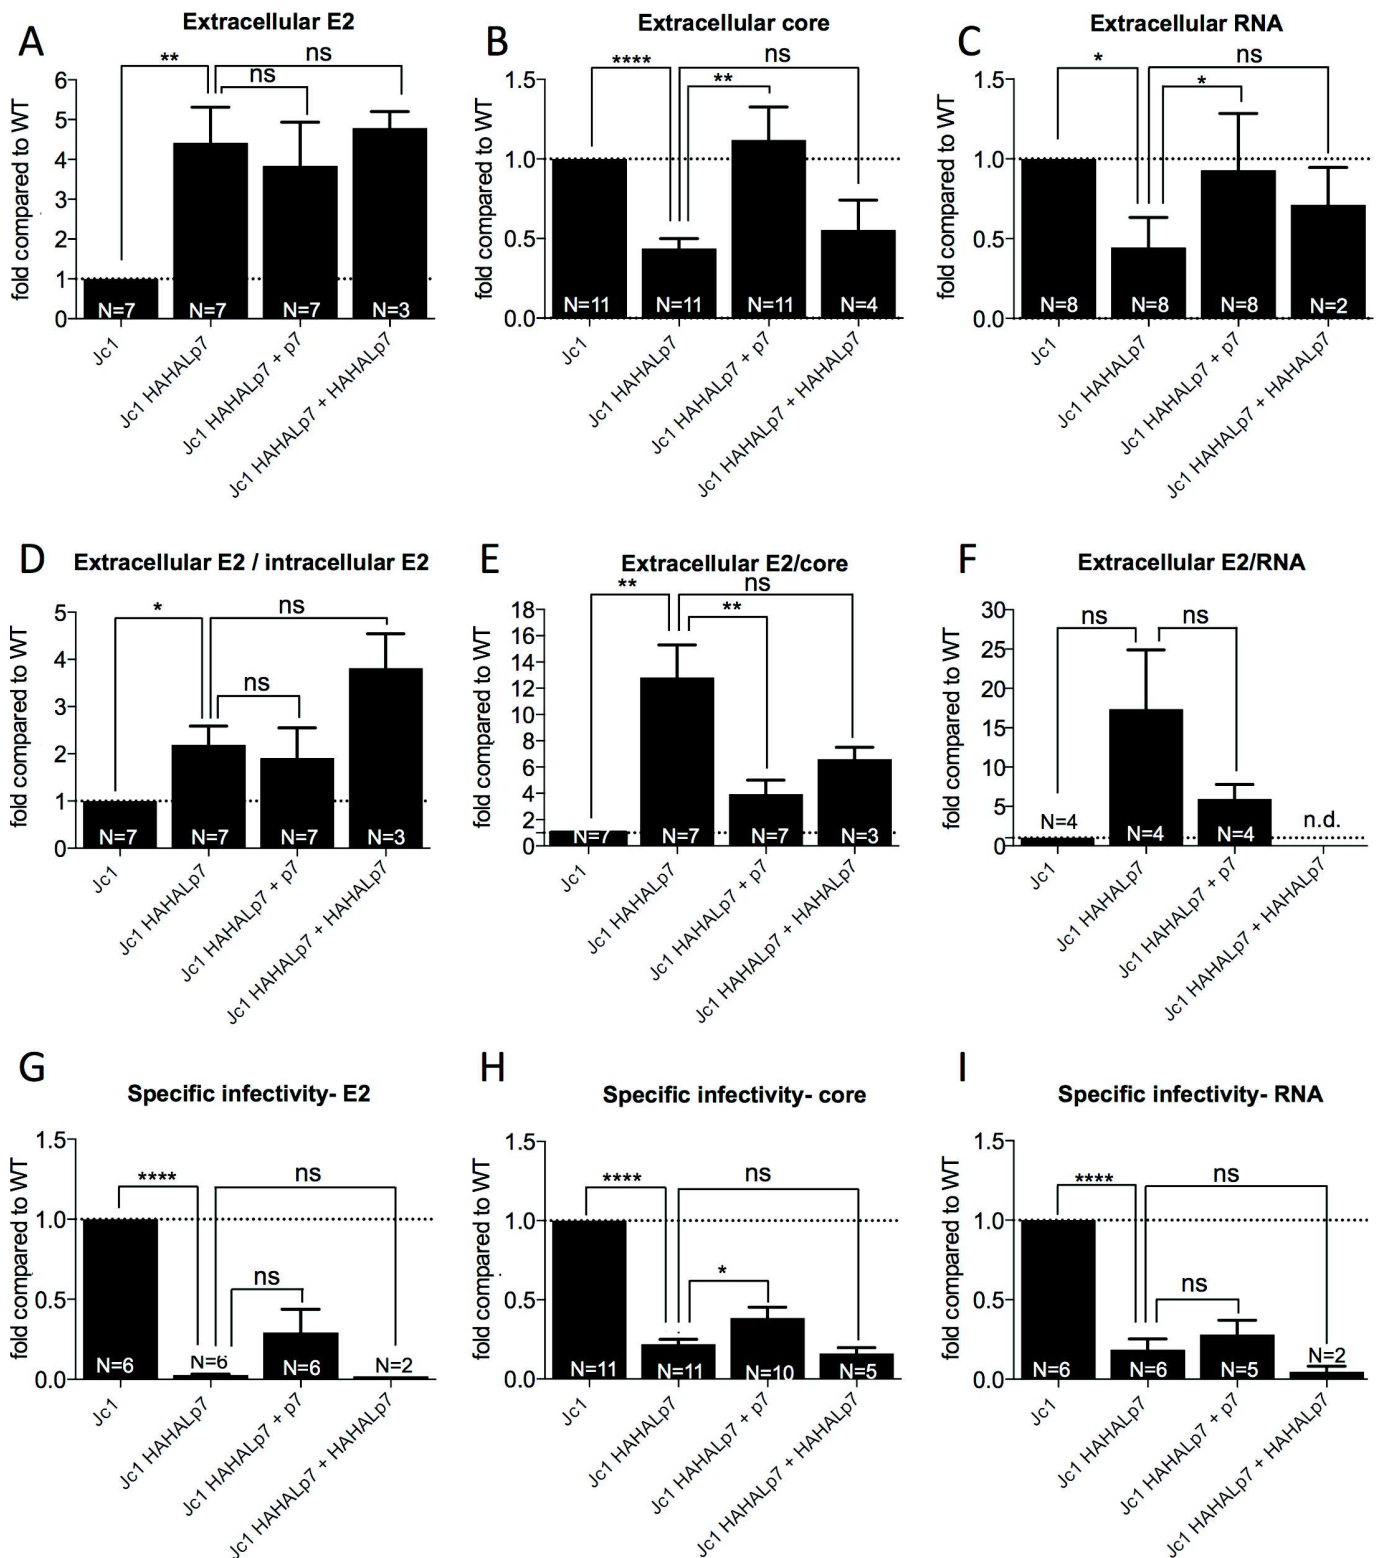 A
Extracellular E2
fold compared to WT
6
5
4
3
2
1
0
**
ns
ns
N=7
N=7
N=7
N=3
Jc1
Jc1 HAHALp7
Jc1 HAHALp7 + p7
Jc1 HAHALp7 + HAHALp7
B
Extracellular core
fold compared to WT
1.5
1.0
0.5
0.0
****
ns
**
N=11
N=11
N=11
N=4
Jc1
Jc1 HAHALp7
Jc1 HAHALp7 + p7
Jc1 HAHALp7 + HAHALp7
C
Extracellular RNA
fold compared to WT
1.5
1.0
0.5
0.0
*
ns
*
N=8
N=8
N=8
N=2
Jc1
Jc1 HAHALp7
Jc1 HAHALp7 + p7
Jc1 HAHALp7 + HAHALp7
D
Extracellular E2 / intracellular E2
fold compared to WT
5
4
3
2
1
0
*
ns
ns
N=7
N=7
N=7
N=3
Jc1
Jc1 HAHALp7
Jc1 HAHALp7 + p7
Jc1 HAHALp7 + HAHALp7
E
Extracellular E2/core
fold compared to WT
18
16
14
12
10
8
6
4
2
0
**
ns
**
N=7
N=7
N=7
N=3
Jc1
Jc1 HAHALp7
Jc1 HAHALp7 + p7
Jc1 HAHALp7 + HAHALp7
F
Extracellular E2/RNA
fold compared to WT
30
25
20
15
10
5
0
ns
ns
N=4
N=4
N=4
n.d.
Jc1
Jc1 HAHALp7
Jc1 HAHALp7 + p7
Jc1 HAHALp7 + HAHALp7
G
Specific infectivity- E2
fold compared to WT
1.5
1.0
0.5
0.0
****
ns
ns
N=6
N=6
N=6
N=2
Jc1
Jc1 HAHALp7
Jc1 HAHALp7 + p7
Jc1 HAHALp7 + HAHALp7
H
Specific infectivity- core
fold compared to WT
1.5
1.0
0.5
0.0
****
ns
*
N=11
N=11
N=10
N=5
Jc1
Jc1 HAHALp7
Jc1 HAHALp7 + p7
Jc1 HAHALp7 + HAHALp7
I
Specific infectivity- RNA
fold compared to WT
1.5
1.0
0.5
0.0
****
ns
ns
N=6
N=6
N=5
N=2
Jc1
Jc1 HAHALp7
Jc1 HAHALp7 + p7
Jc1 HAHALp7 + HAHALp7